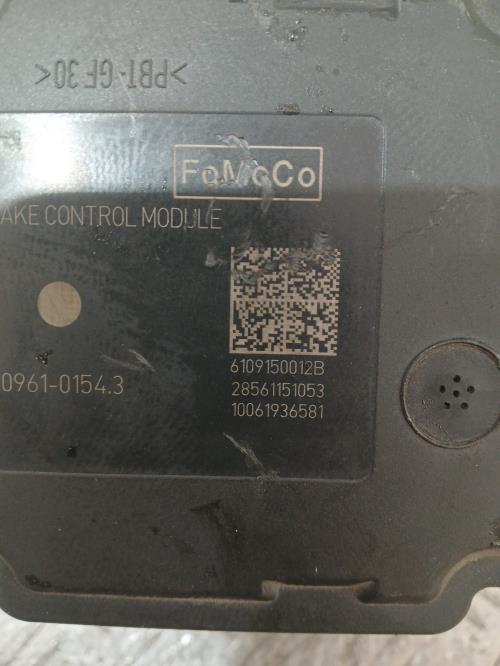 >PBT-GF30<
FoMoCo
AKE CONTROL MODULE
0961-0154.3
6109150012B
28561151053
10061936581